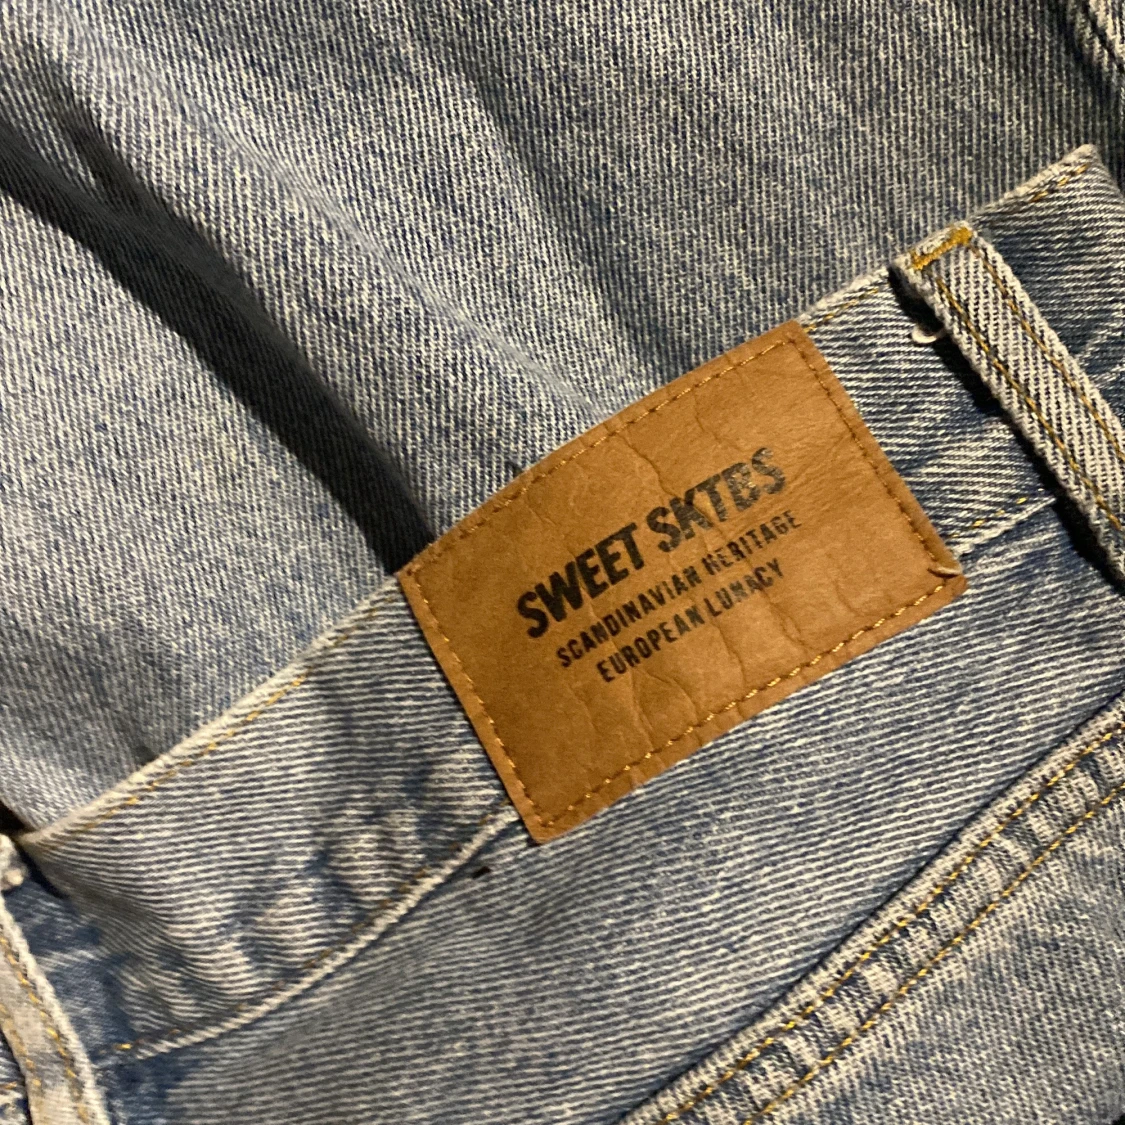 SWEET SKTBS
SCANDINAVIAN HERITAGE
EUROPEAN LUNACY